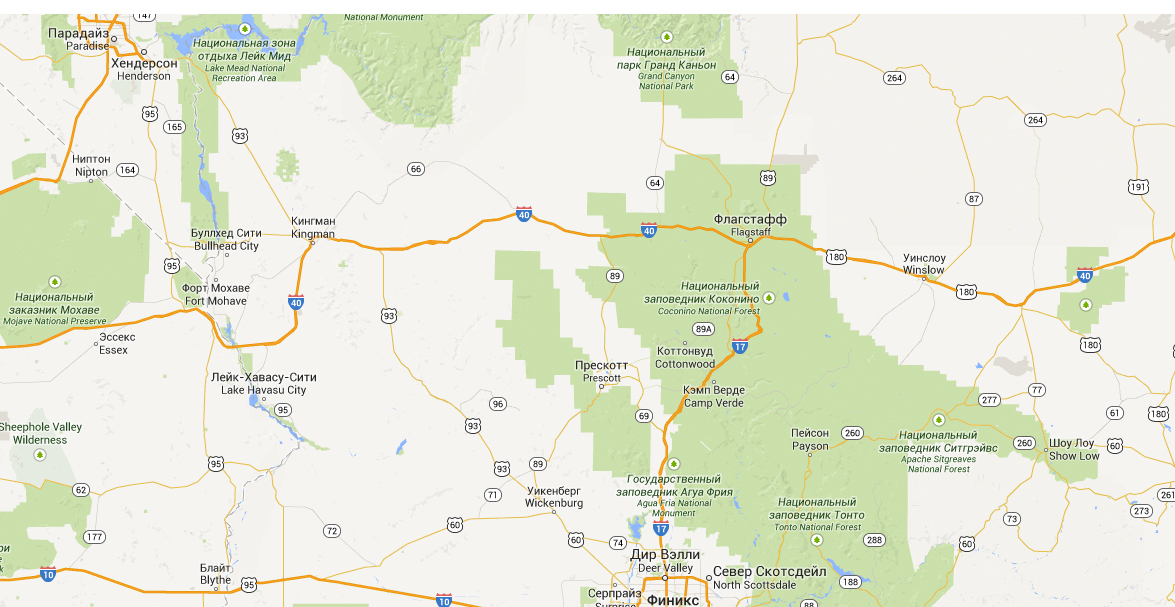 147
National Monument
Парадайз
Paradise
Национальная зона
отдыха Лейк Мид
Lake Mead National
Recreation Area
Национальный
парк Гранд Каньон
Grand Canyon
National Park
Хендерсон
Henderson
64
264
95
165
93
264
Ниптон
Nipton
164
66
64
89
191
87
Кингман
Kingman
40
40
Флагстафф
Flagstaff
Буллхед Сити
Bullhead City
180
Уинслоу
Winslow
95
89
40
Форт Мохаве
Fort Mohave
Национальный
заказник Мохаве
Mojave National Preserve
40
Национальный
заповедник Коконино
Coconino National Forest
180
93
89A
Эссекс
Essex
17
Коттонвуд
Cottonwood
180
Прескотт
Prescott
Лейк-Хавасу-Сити
Lake Havasu City
Кэмп Верде
Camp Verde
95
96
277
77
69
61
180
93
Sheephole Valley
Wilderness
Пейсон
Payson
260
Национальный
заповедник Ситгрэйвс
Apache Sitgreaves
National Forest
260
Шоу Лоу
Show Low
60
95
93
89
62
71
Уикенберг
Wickenburg
Государственный
заповедник Агуа Фрия
Agua Fria National
Monument
261
Национальный
заповедник Тонто
Tonto National Forest
273
73
177
72
60
60
17
74
288
60
Дир Вэлли
Deer Valley
Блайт
Blythe
10
95
Север Скотсдейл
North Scottsdale
188
Серпрайз
Surprise
10
Финикс
88